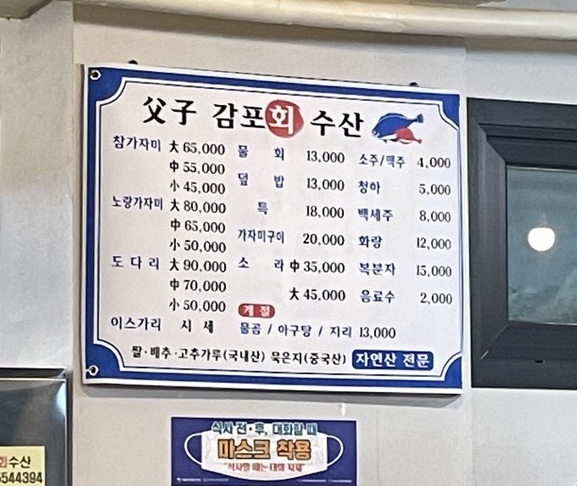 父子 감포회 수산
참가자미 大 65,000 물 회 13,000 소주/맥주 4,000
中 55,000 덮 밥 13,000 청하 5,000
小 45,000
노랑가자미 大 80,000 특 18,000 백세주 8,000
中 65,000 가자미구이 20,000 화랑 12,000
小 50,000
도 다 리 大 90,000 소 라 中 35,000 복분자 15,000
中 70,000 大 45,000 음료수 2,000
小 50,000 계절
이스가리 시 세 물곰 / 아구탕 / 지리 13,000
쌀·배추·고추가루(국내산) 묵은지(중국산) 자연산 전문
식사 전·후, 대화할 때
마스크 착용
"식사할 때는 대화 자제"
회수산
5544394